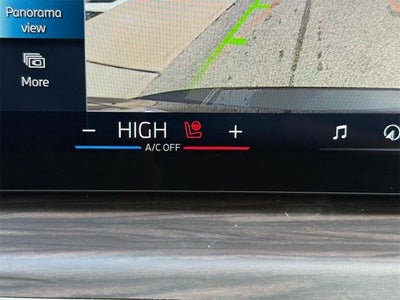 Panorama
view
More
− HIGH +
A/C OFF